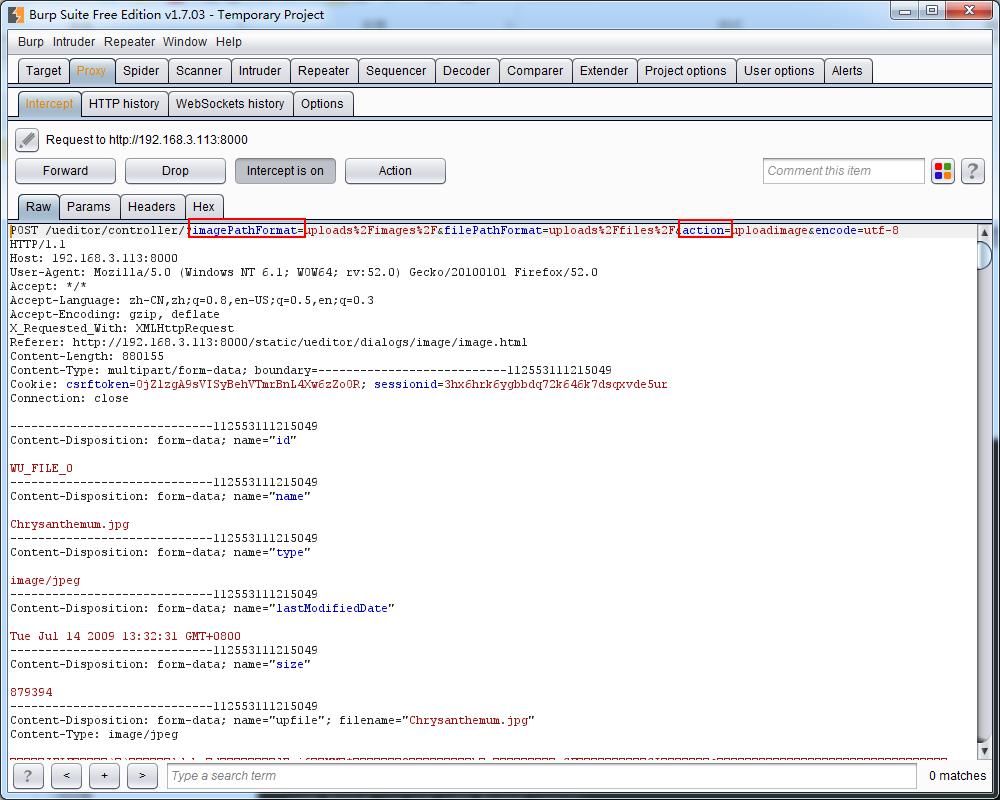 Burp Suite Free Edition v1.7.03 - Temporary Project
Burp Intruder Repeater Window Help
Target Proxy Spider Scanner Intruder Repeater Sequencer Decoder Comparer Extender Project options User options Alerts
Intercept HTTP history WebSockets history Options
Request to http://192.168.3.113:8000
Forward Drop Intercept is on Action Comment this item ?
Raw Params Headers Hex
POST /ueditor/controller/?imagePathFormat=uploads%2Fimages%2F&filePathFormat=uploads%2Ffiles%2F&action=uploadimage&encode=utf-8
HTTP/1.1
Host: 192.168.3.113:8000
User-Agent: Mozilla/5.0 (Windows NT 6.1; WOW64; rv:52.0) Gecko/20100101 Firefox/52.0
Accept: */*
Accept-Language: zh-CN,zh;q=0.8,en-US;q=0.5,en;q=0.3
Accept-Encoding: gzip, deflate
X_Requested_With: XMLHttpRequest
Referer: http://192.168.3.113:8000/static/ueditor/dialogs/image/image.html
Content-Length: 880155
Content-Type: multipart/form-data; boundary=---------------------------112553111215049
Cookie: csrftoken=0jZlzgA9sVISyBehVTmrBnL4Xw6zZo0R; sessionid=3hx6hrk6ygbbdq72k646k7dsqxvde5ur
Connection: close
-----------------------------112553111215049
Content-Disposition: form-data; name="id"
WU_FILE_0
-----------------------------112553111215049
Content-Disposition: form-data; name="name"
Chrysanthemum.jpg
-----------------------------112553111215049
Content-Disposition: form-data; name="type"
image/jpeg
-----------------------------112553111215049
Content-Disposition: form-data; name="lastModifiedDate"
Tue Jul 14 2009 13:32:31 GMT+0800
-----------------------------112553111215049
Content-Disposition: form-data; name="size"
879394
-----------------------------112553111215049
Content-Disposition: form-data; name="upfile"; filename="Chrysanthemum.jpg"
Content-Type: image/jpeg
? < + > Type a search term 0 matches